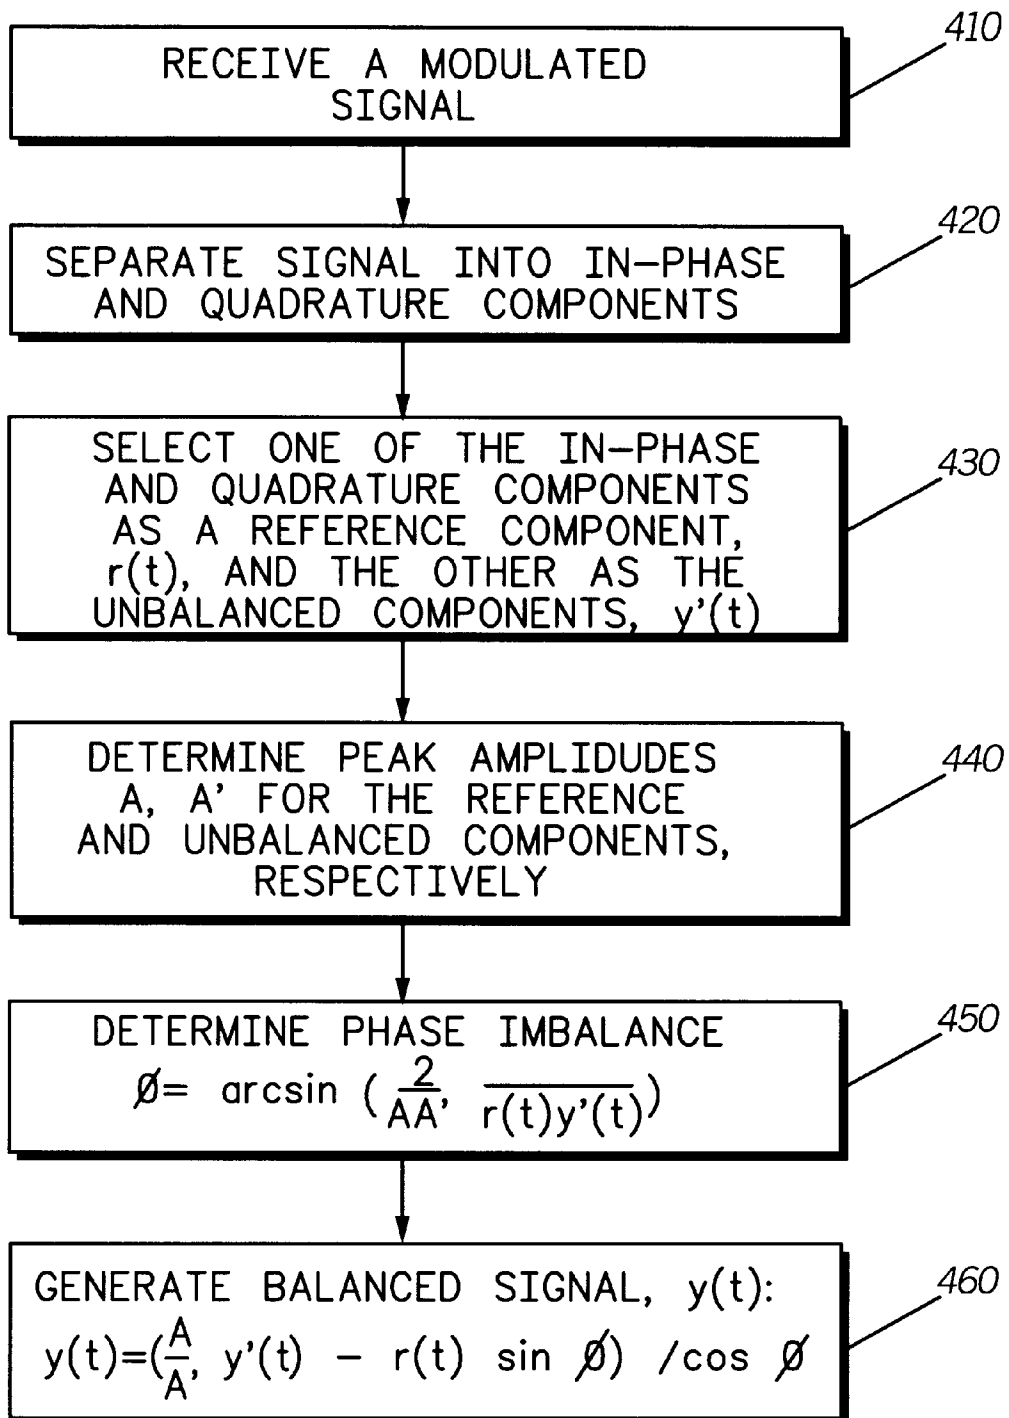 410
RECEIVE A MODULATED
SIGNAL
420
SEPARATE SIGNAL INTO IN-PHASE
AND QUADRATURE COMPONENTS
430
SELECT ONE OF THE IN-PHASE
AND QUADRATURE COMPONENTS
AS A REFERENCE COMPONENT,
r(t), AND THE OTHER AS THE
UNBALANCED COMPONENTS, y'(t)
440
DETERMINE PEAK AMPLIDUDES
A, A' FOR THE REFERENCE
AND UNBALANCED COMPONENTS,
RESPECTIVELY
450
DETERMINE PHASE IMBALANCE
Ø= arcsin (2/AA' r(t)y'(t))
460
GENERATE BALANCED SIGNAL, y(t):
y(t)=(A/A' y'(t) - r(t) sin Ø) /cos Ø